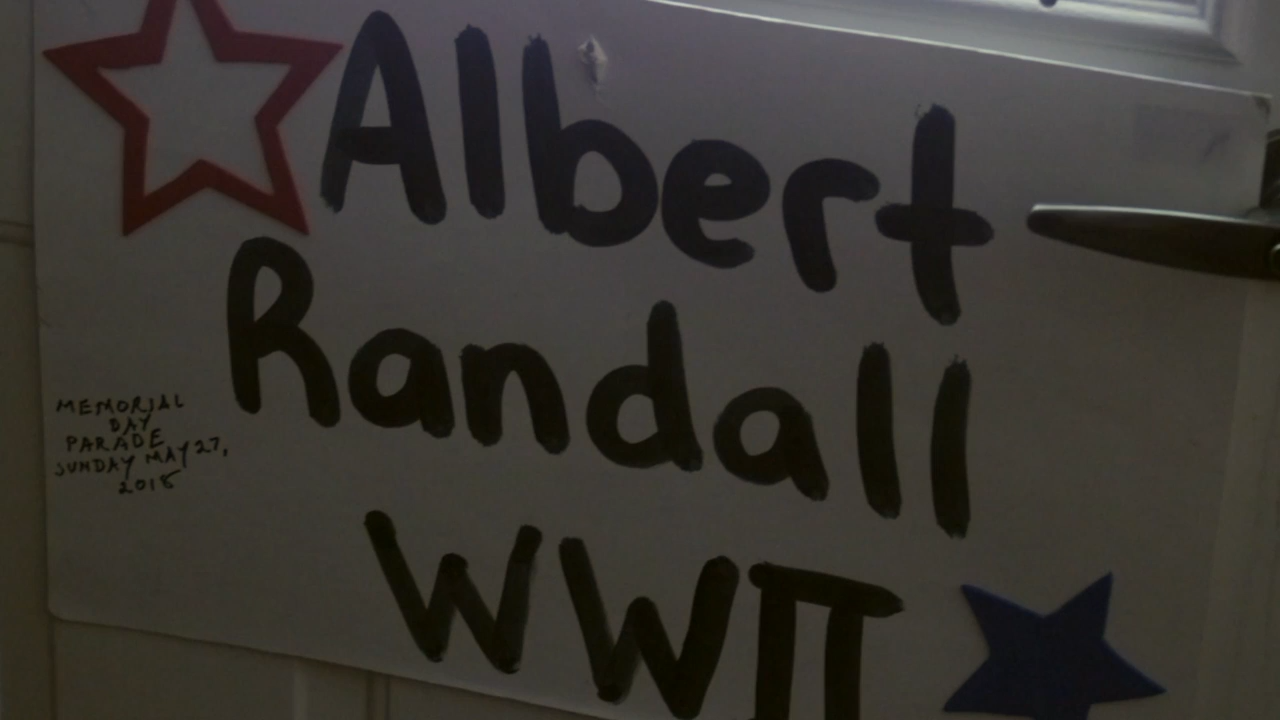 Albert
Randall
WWII
MEMORIAL
DAY
PARADE
SUNDAY MAY 27,
2018